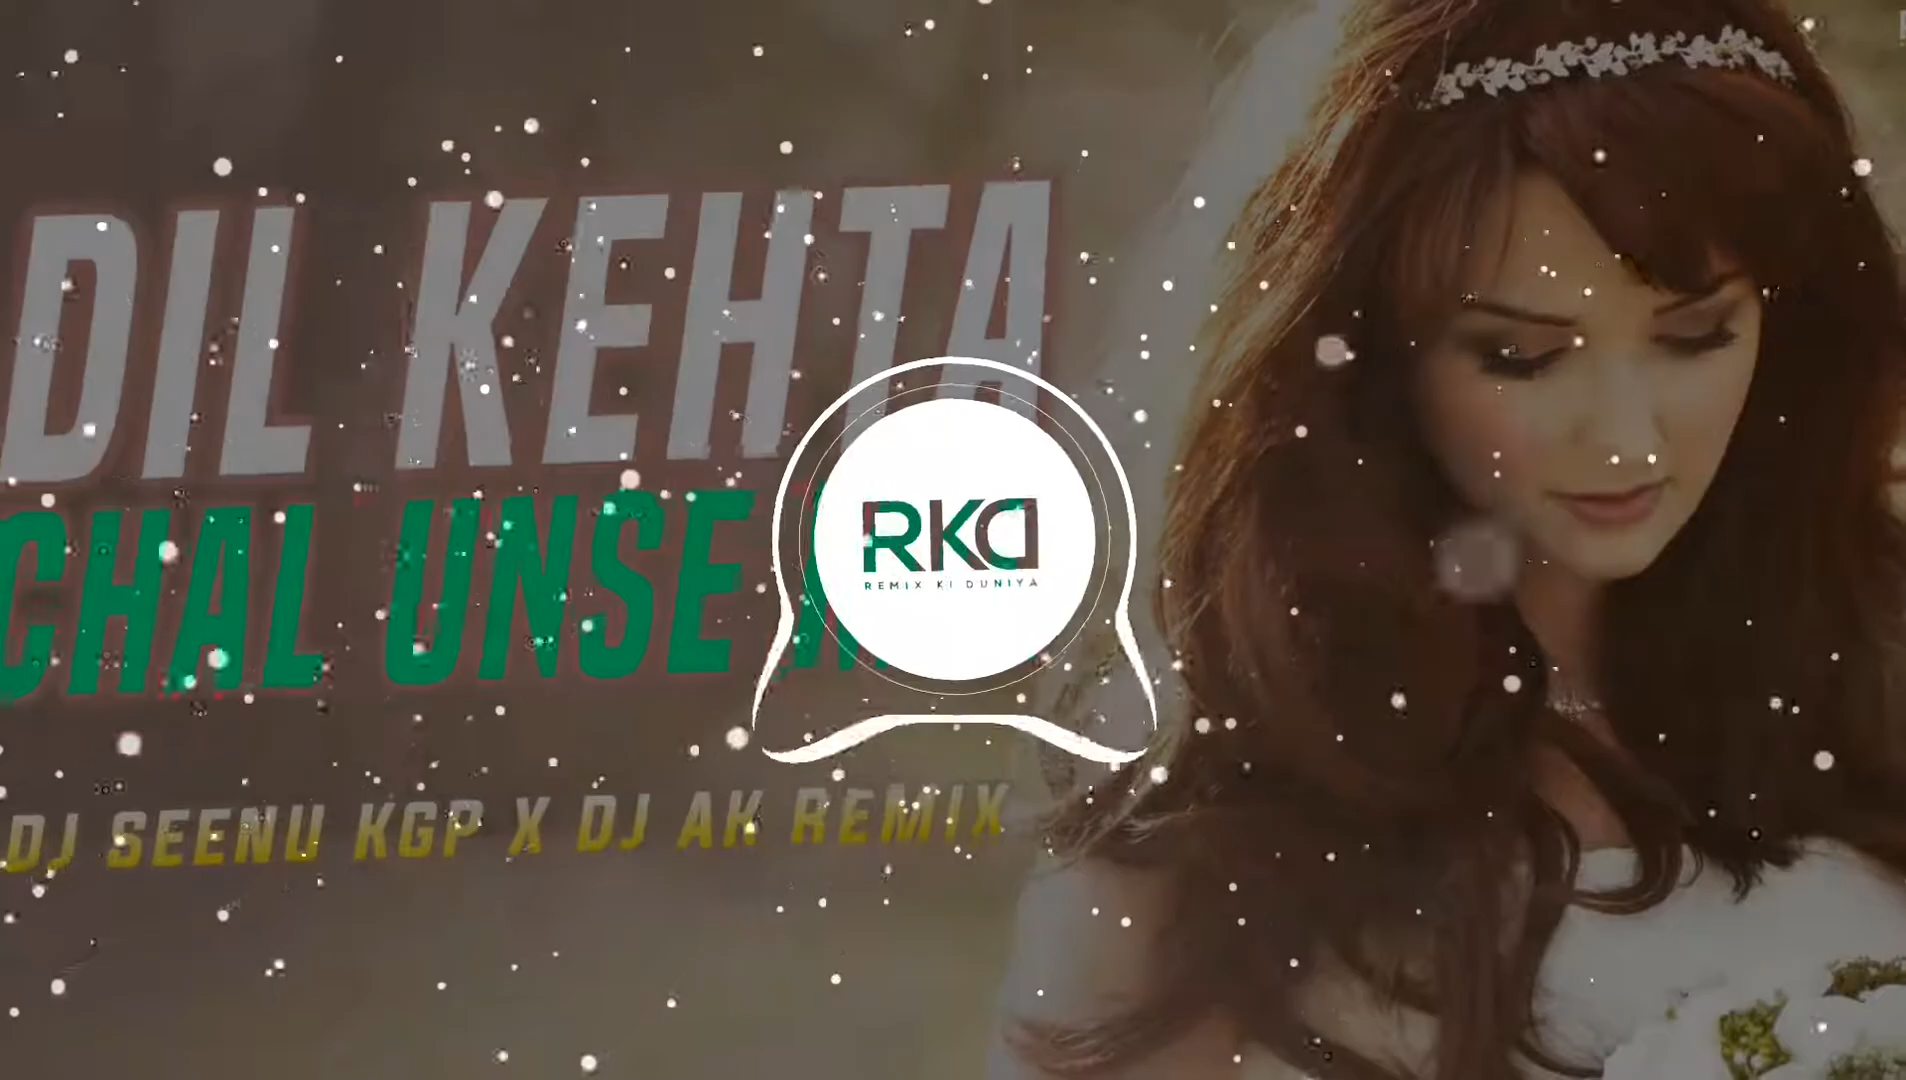 DIL KEHTA
CHAL UNSE
RKD
REMIX KI DUNIYA
DJ SEENU KGP X DJ AK REMIX